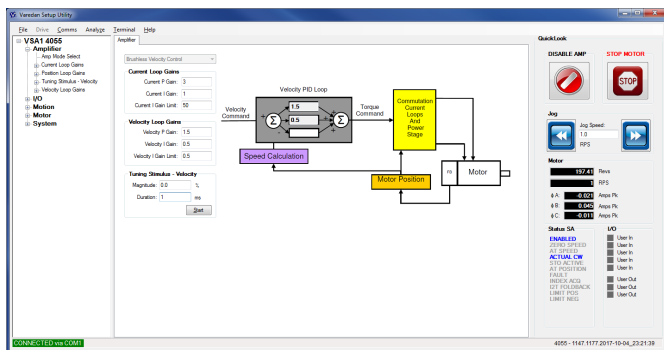 Varedan Setup Utility
File Drive Comms Analyze Terminal Help
VSA1 4055
Amplifier
Amp Mode Select
Current Loop Gains
Position Loop Gains
Tuning Stimulus - Velocity
Velocity Loop Gains
I/O
Motion
Motor
System
Amplifier
Brushless Velocity Control
Current Loop Gains
Current P Gain: 3
Current I Gain: 1
Current I Gain Limit: 50
Velocity Loop Gains
Velocity P Gain: 1.5
Velocity I Gain: 0.5
Velocity I Gain Limit: 0.5
Tuning Stimulus - Velocity
Magnitude: 0.0 %
Duration: 1 ms
Start
Velocity PID Loop
Velocity Command
+
Σ
-
1.5
0.5
+
+
+
Σ
Torque Command
Commutation
Current
Loops
And
Power
Stage
Speed Calculation
Motor Position
Motor
QuickLook
DISABLE AMP STOP MOTOR
STOP
Jog
Jog Speed:
1.0
RPS
Motor
197.41 Revs
1 RPS
ϕ A: -0.021 Amps Pk
ϕ B: 0.045 Amps Pk
ϕ C: -0.011 Amps Pk
Status SA
ENABLED
ZERO SPEED
AT SPEED
ACTUAL CW
STO ACTIVE
AT POSITION
FAULT
INDEX ACQ
I2T FOLDBACK
LIMIT POS
LIMIT NEG
I/O
User In
User In
User In
User In
User In
User Out
User Out
User Out
CONNECTED via COM1
4055 - 1147.1177.2017-10-04_23:21:39